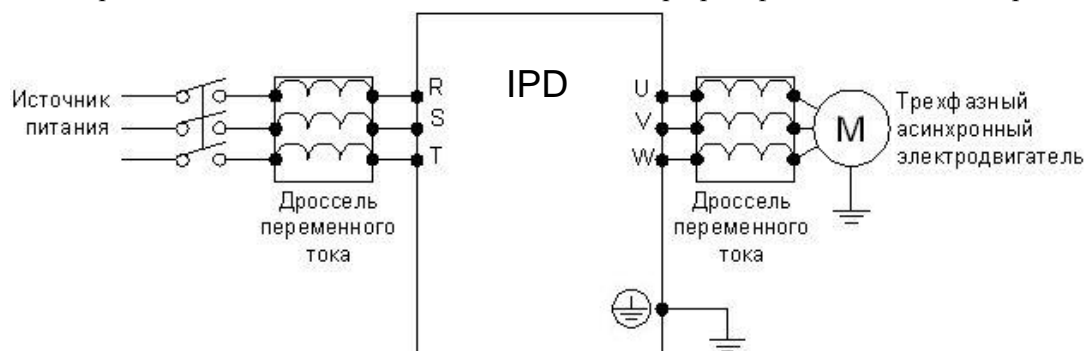 IPD
Источник
питания
R
S
T
U
V
W
M
Трехфазный
асинхронный
электродвигатель
Дроссель
переменного
тока
Дроссель
переменного
тока